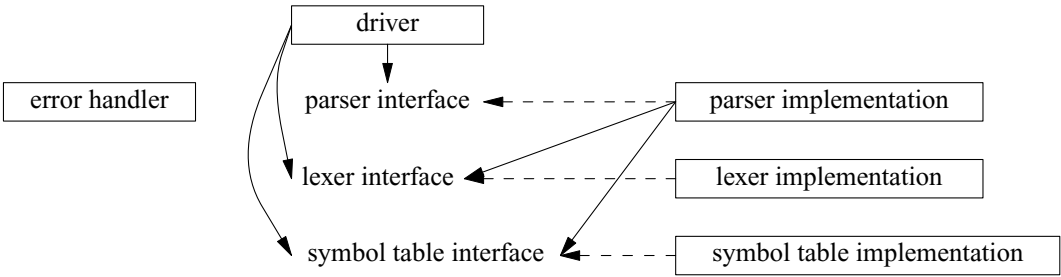 driver
error handler
parser interface
parser implementation
lexer interface
lexer implementation
symbol table interface
symbol table implementation